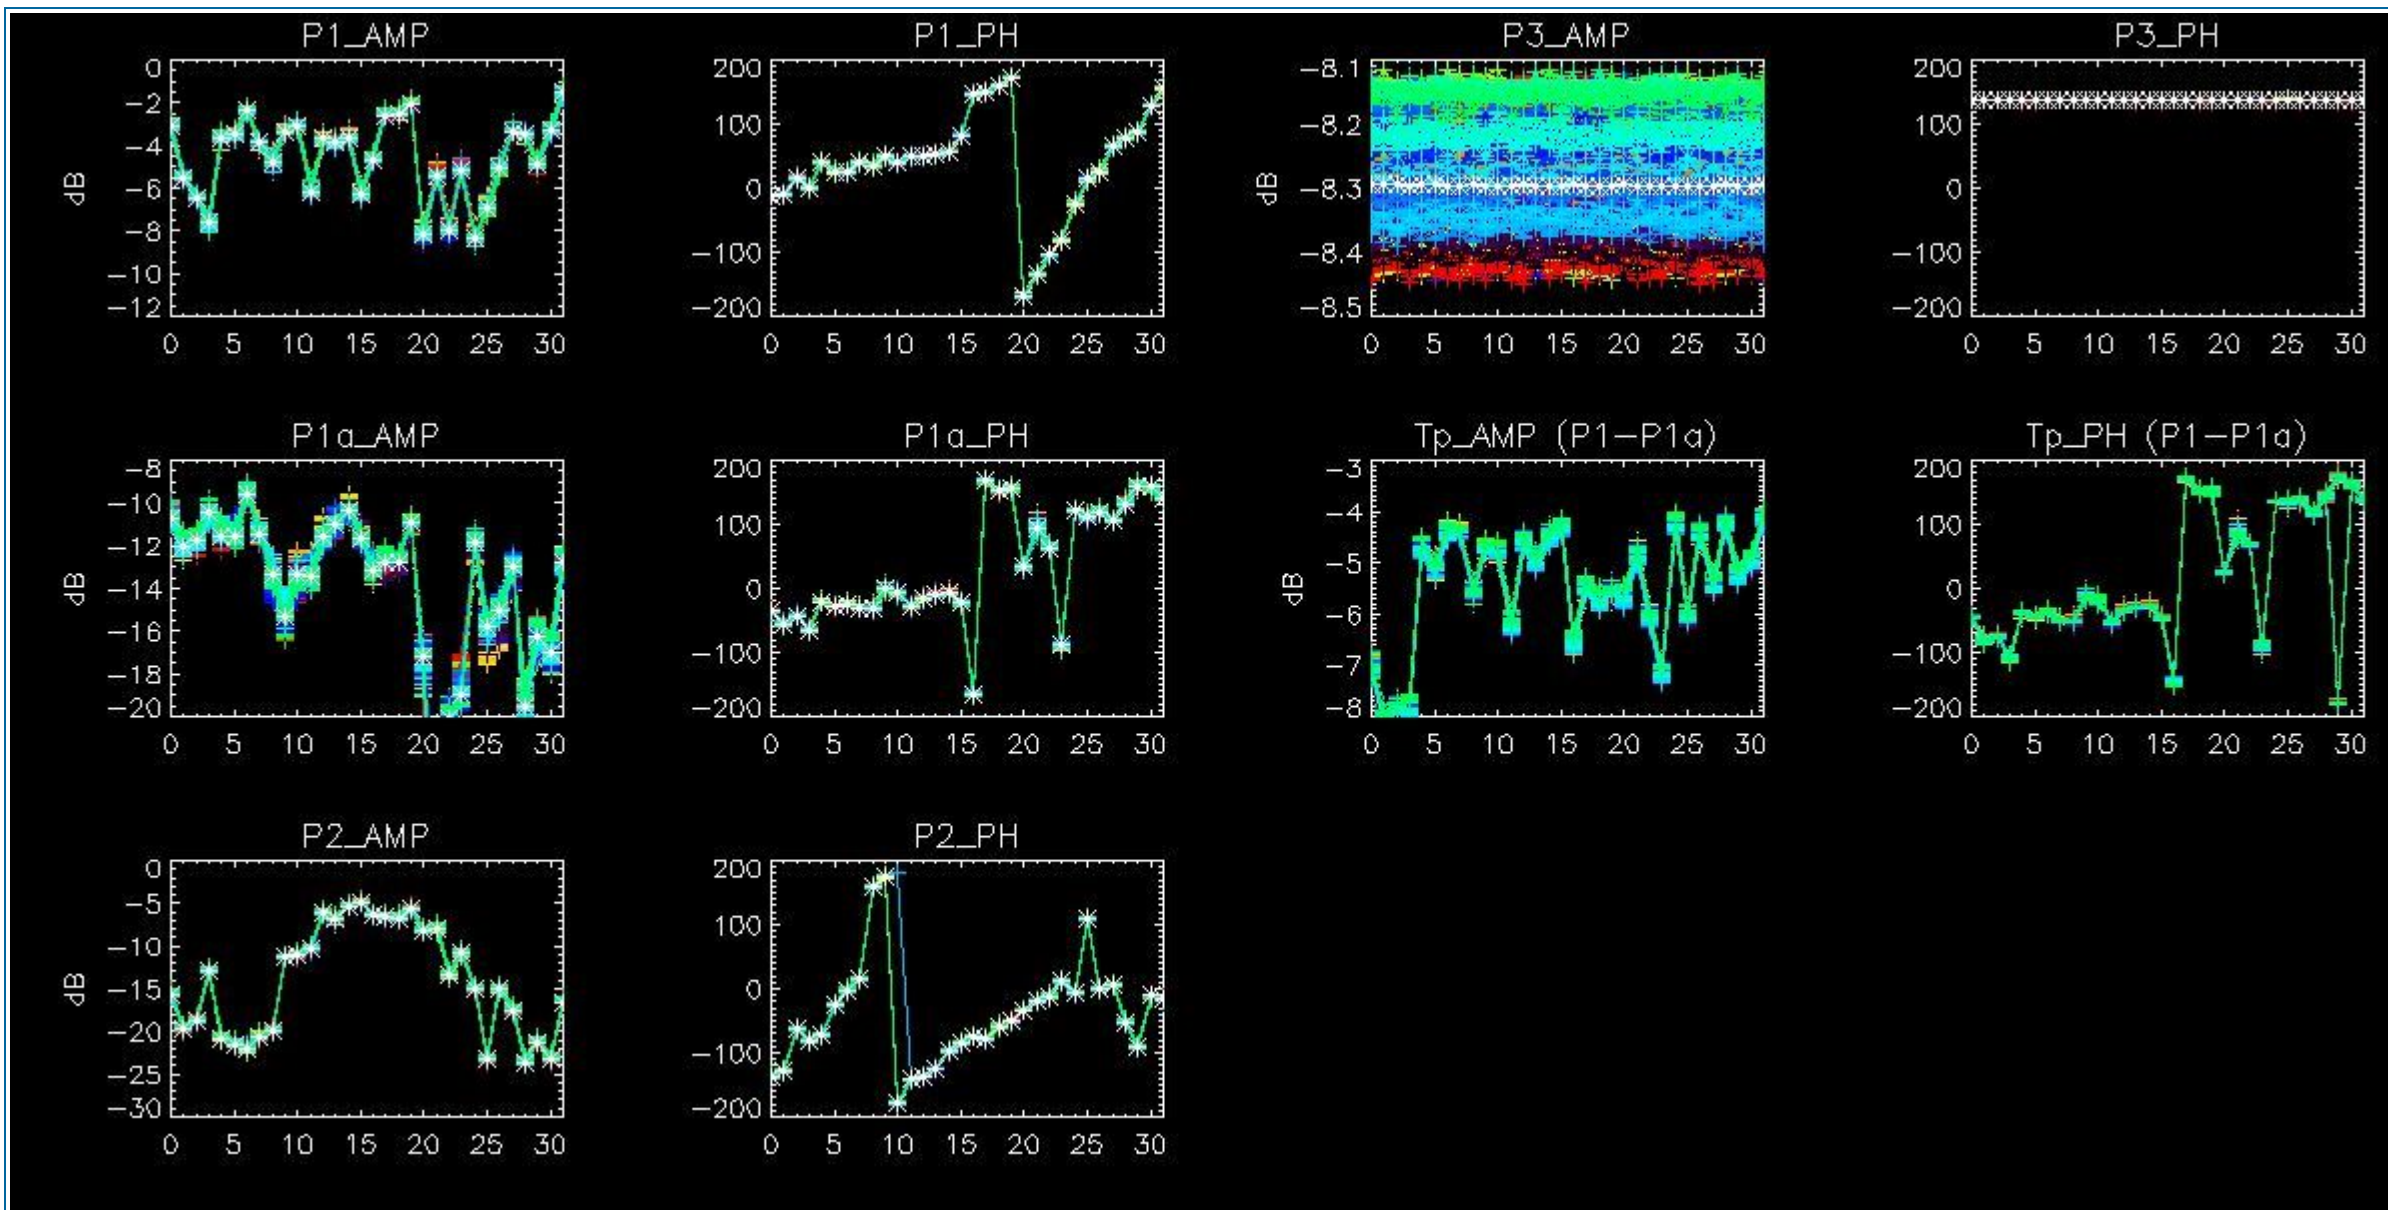 P1_AMP
P1_PH
P3_AMP
P3_PH
0
−2
−4
−6
−8
−10
−12
dB
0 5 10 15 20 25 30
200
100
0
−100
−200
0 5 10 15 20 25 30
−8.1
−8.2
−8.3
−8.4
−8.5
dB
0 5 10 15 20 25 30
200
100
0
−100
−200
0 5 10 15 20 25 30
P1a_AMP
P1a_PH
Tp_AMP (P1−P1a)
Tp_PH (P1−P1a)
−8
−10
−12
−14
−16
−18
−20
dB
0 5 10 15 20 25 30
200
100
0
−100
−200
0 5 10 15 20 25 30
−3
−4
−5
−6
−7
−8
dB
0 5 10 15 20 25 30
200
100
0
−100
−200
0 5 10 15 20 25 30
P2_AMP
P2_PH
0
−5
−10
−15
−20
−25
−30
dB
0 5 10 15 20 25 30
200
100
0
−100
−200
0 5 10 15 20 25 30